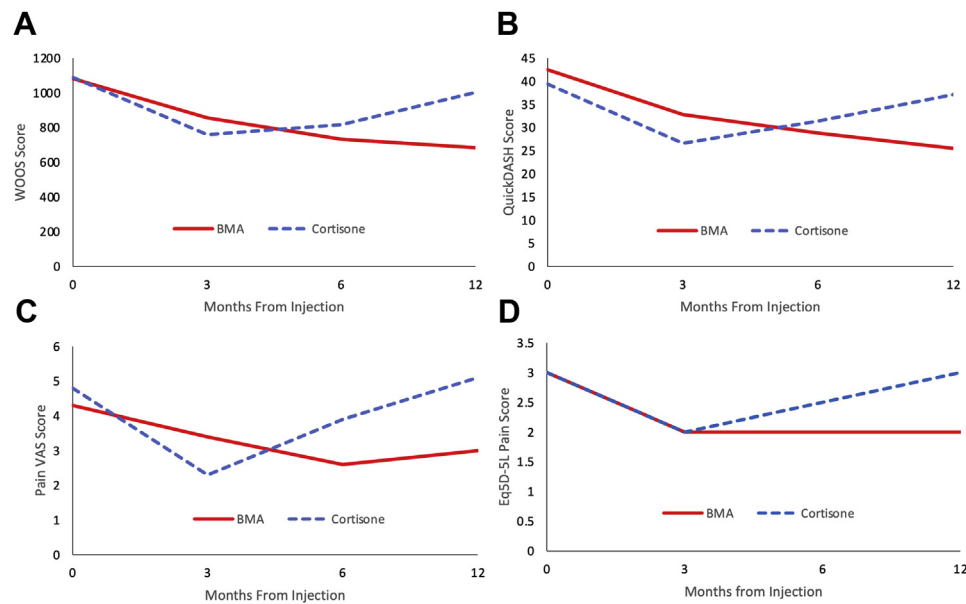 A
WOOS Score
1200
1000
800
600
400
200
0
BMA
Cortisone
0
3
6
12
Months From Injection
B
QuickDASH Score
45
40
35
30
25
20
15
10
5
0
BMA
Cortisone
0
3
6
12
Months From Injection
C
Pain VAS Score
6
5
4
3
2
1
0
BMA
Cortisone
0
3
6
12
Months From Injection
D
Eq5D-5L Pain Score
3.5
3
2.5
2
1.5
1
0.5
0
BMA
Cortisone
0
3
6
12
Months from Injection